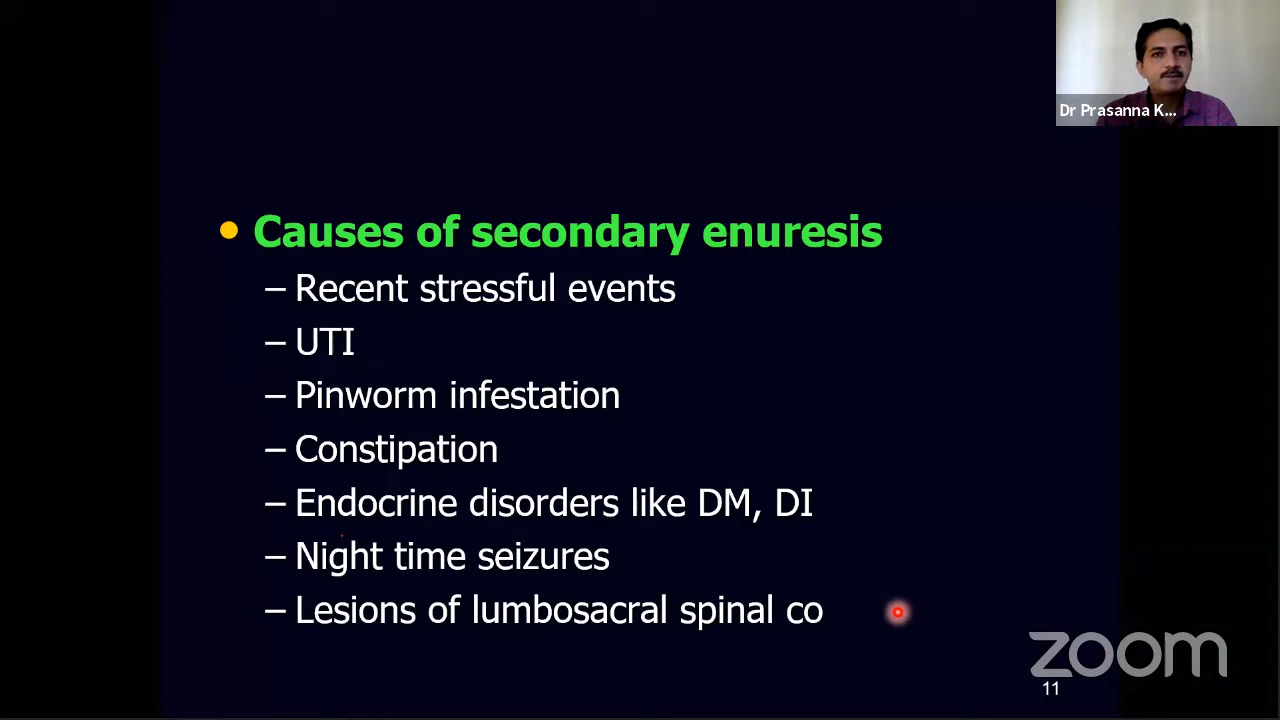 Dr Prasanna K...
• Causes of secondary enuresis
– Recent stressful events
– UTI
– Pinworm infestation
– Constipation
– Endocrine disorders like DM, DI
– Night time seizures
– Lesions of lumbosacral spinal co
zoom
11